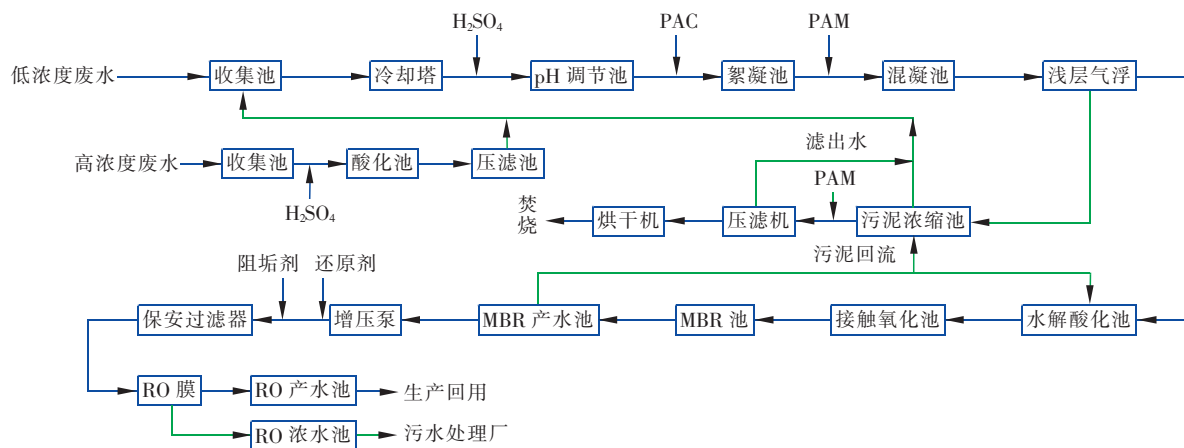 H₂SO₄ PAC PAM
低浓度废水 收集池 冷却塔 pH 调节池 絮凝池 混凝池 浅层气浮
滤出水
高浓度废水 收集池 酸化池 压滤池
PAM
H₂SO₄
焚烧 烘干机 压滤机 污泥浓缩池
污泥回流
阻垢剂 还原剂
保安过滤器 增压泵 MBR 产水池 MBR 池 接触氧化池 水解酸化池
RO 膜 RO 产水池 生产回用
RO 浓水池 污水处理厂